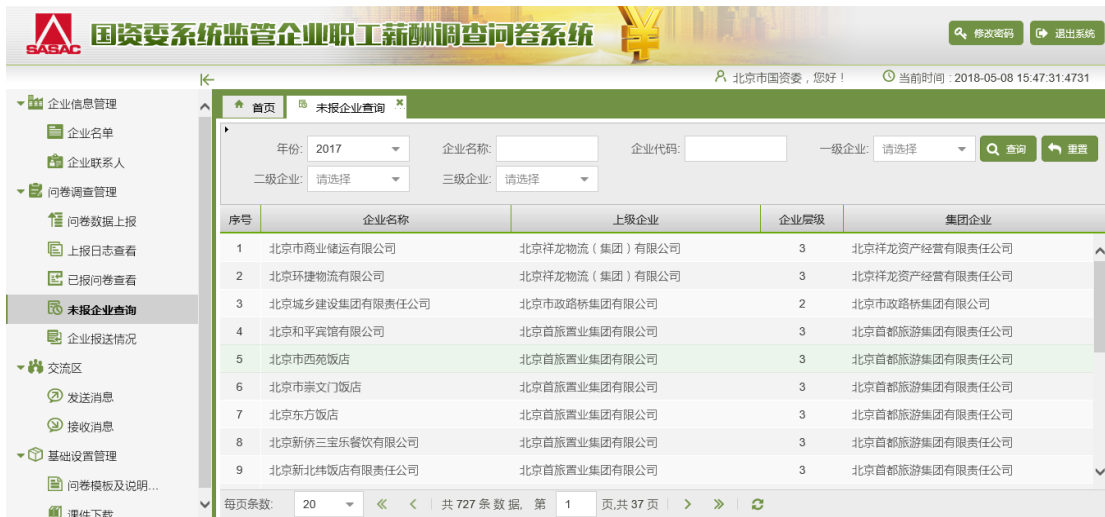 SASAC 国资委系统监管企业职工薪酬调查问卷系统 修改密码 退出系统
北京市国资委，您好！ 当前时间 : 2018-05-08 15:47:31:4731
企业信息管理
企业名单
企业联系人
问卷调查管理
问卷数据上报
上报日志查看
已报问卷查看
未报企业查询
企业报送情况
交流区
发送消息
接收消息
基础设置管理
问卷模板及说明...
课件下载
首页 未报企业查询
年份: 2017 企业名称: 企业代码: 一级企业: 请选择 查询 重置
二级企业: 请选择 三级企业: 请选择
序号 企业名称 上级企业 企业层级 集团企业
1 北京市商业储运有限公司 北京祥龙物流（集团）有限公司 3 北京祥龙资产经营有限责任公司
2 北京环捷物流有限公司 北京祥龙物流（集团）有限公司 3 北京祥龙资产经营有限责任公司
3 北京城乡建设集团有限责任公司 北京市政路桥集团有限公司 2 北京市政路桥集团有限公司
4 北京和平宾馆有限公司 北京首旅置业集团有限公司 3 北京首都旅游集团有限责任公司
5 北京市西苑饭店 北京首旅置业集团有限公司 3 北京首都旅游集团有限责任公司
6 北京市崇文门饭店 北京首旅置业集团有限公司 3 北京首都旅游集团有限责任公司
7 北京东方饭店 北京首旅置业集团有限公司 3 北京首都旅游集团有限责任公司
8 北京新侨三宝乐餐饮有限公司 北京首旅置业集团有限公司 3 北京首都旅游集团有限责任公司
9 北京新北纬饭店有限责任公司 北京首旅置业集团有限公司 3 北京首都旅游集团有限责任公司
每页条数: 20 共 727 条数据, 第 1 页,共 37 页